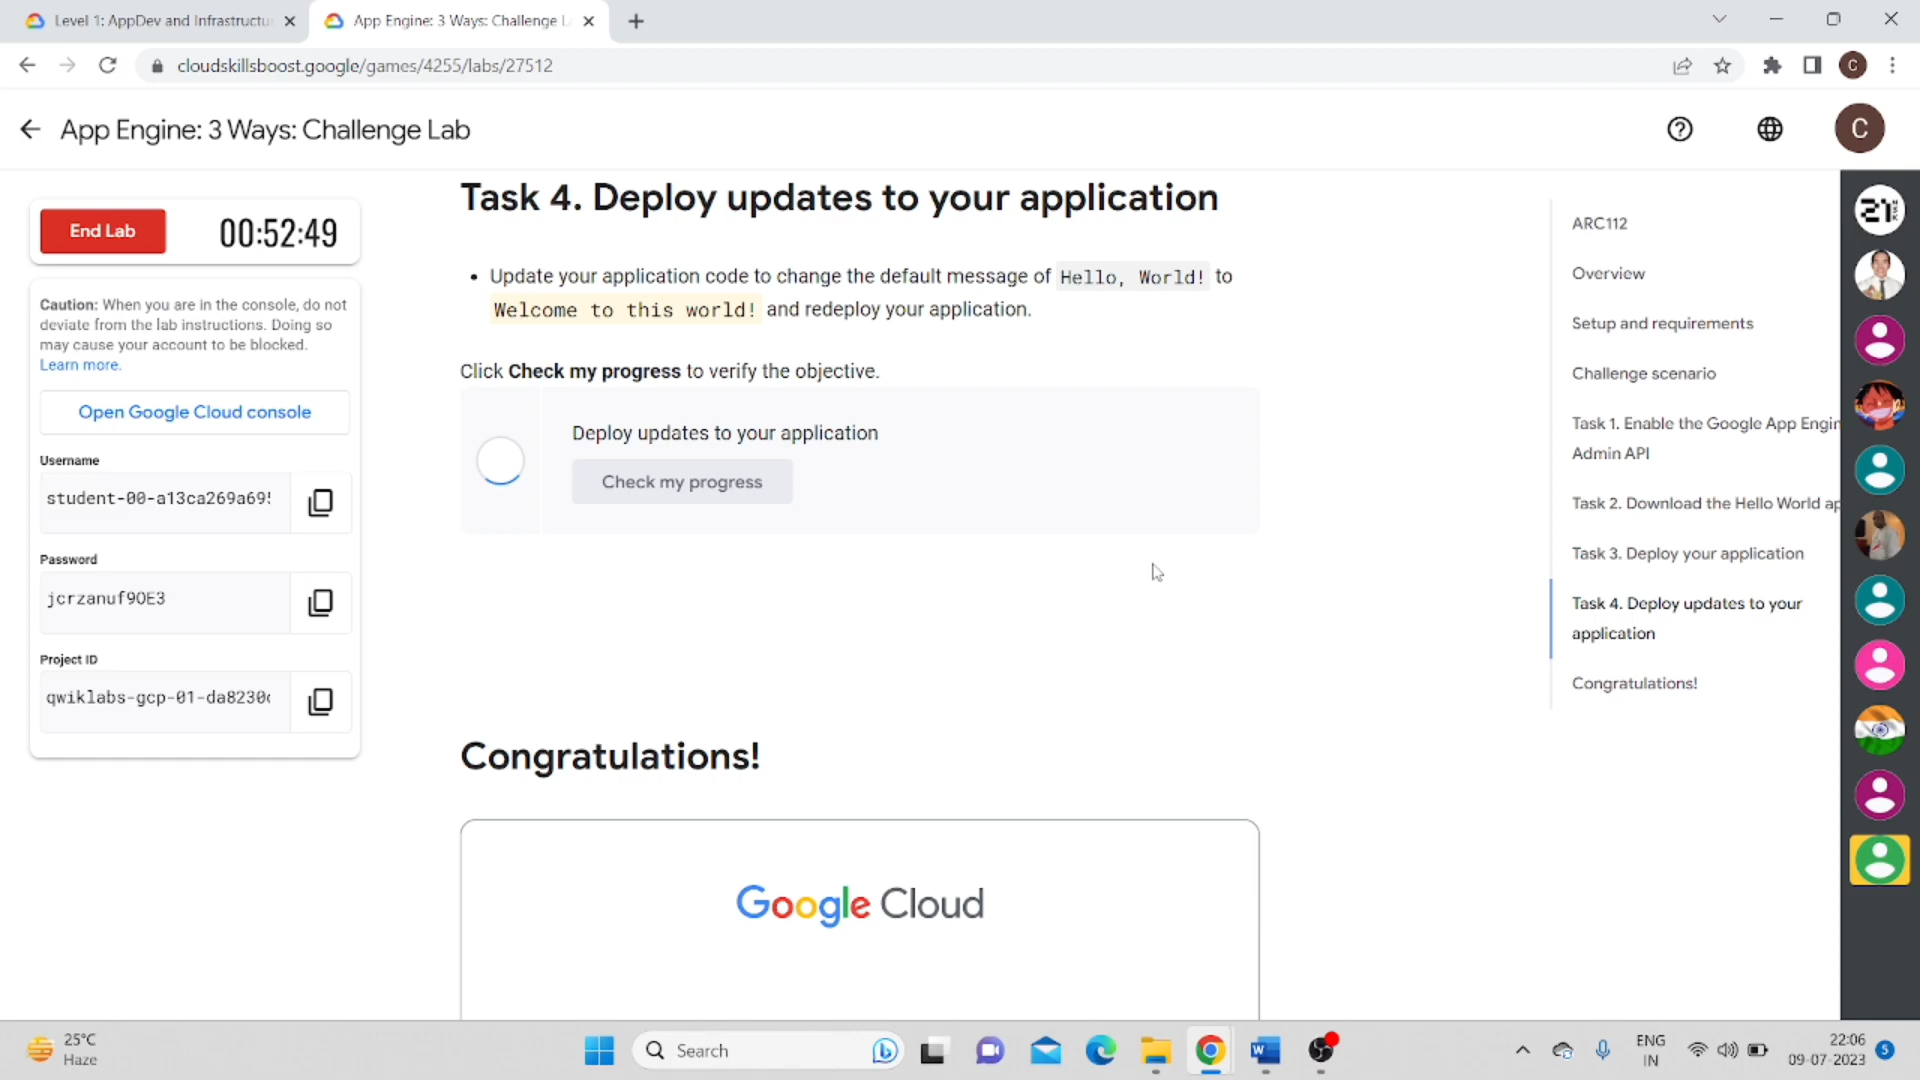 Level 1: AppDev and Infrastructu
App Engine: 3 Ways: Challenge L
cloudskillsboost.google/games/4255/labs/27512
C
App Engine: 3 Ways: Challenge Lab
C
End Lab
00:52:49
Caution: When you are in the console, do not
deviate from the lab instructions. Doing so
may cause your account to be blocked.
Learn more.
Open Google Cloud console
Username
student-00-a13ca269a695
Password
jcrzanuf9OE3
Project ID
qwiklabs-gcp-01-da8230
Task 4. Deploy updates to your application
• Update your application code to change the default message of Hello, World! to
Welcome to this world! and redeploy your application.
Click Check my progress to verify the objective.
Deploy updates to your application
Check my progress
Congratulations!
Google Cloud
ARC112
Overview
Setup and requirements
Challenge scenario
Task 1. Enable the Google App Engin
Admin API
Task 2. Download the Hello World ap
Task 3. Deploy your application
Task 4. Deploy updates to your
application
Congratulations!
25°C
Haze
Search
ENG
IN
22:06
09-07-2023
5